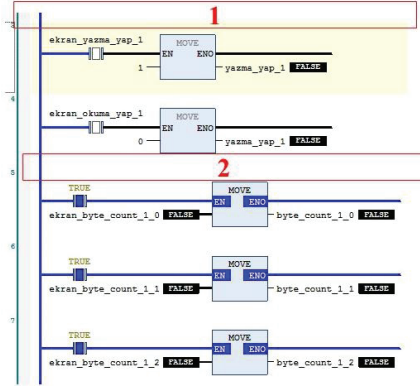 1
3
ekran_yazma_yap_1
MOVE
EN ENO
1 yazma_yap_1 FALSE
4
ekran_okuma_yap_1
MOVE
EN ENO
0 yazma_yap_1 FALSE
2
5
TRUE
MOVE
EN ENO
ekran_byte_count_1_0 FALSE byte_count_1_0 FALSE
6
TRUE
MOVE
EN ENO
ekran_byte_count_1_1 FALSE byte_count_1_1 FALSE
7
TRUE
MOVE
EN ENO
ekran_byte_count_1_2 FALSE byte_count_1_2 FALSE